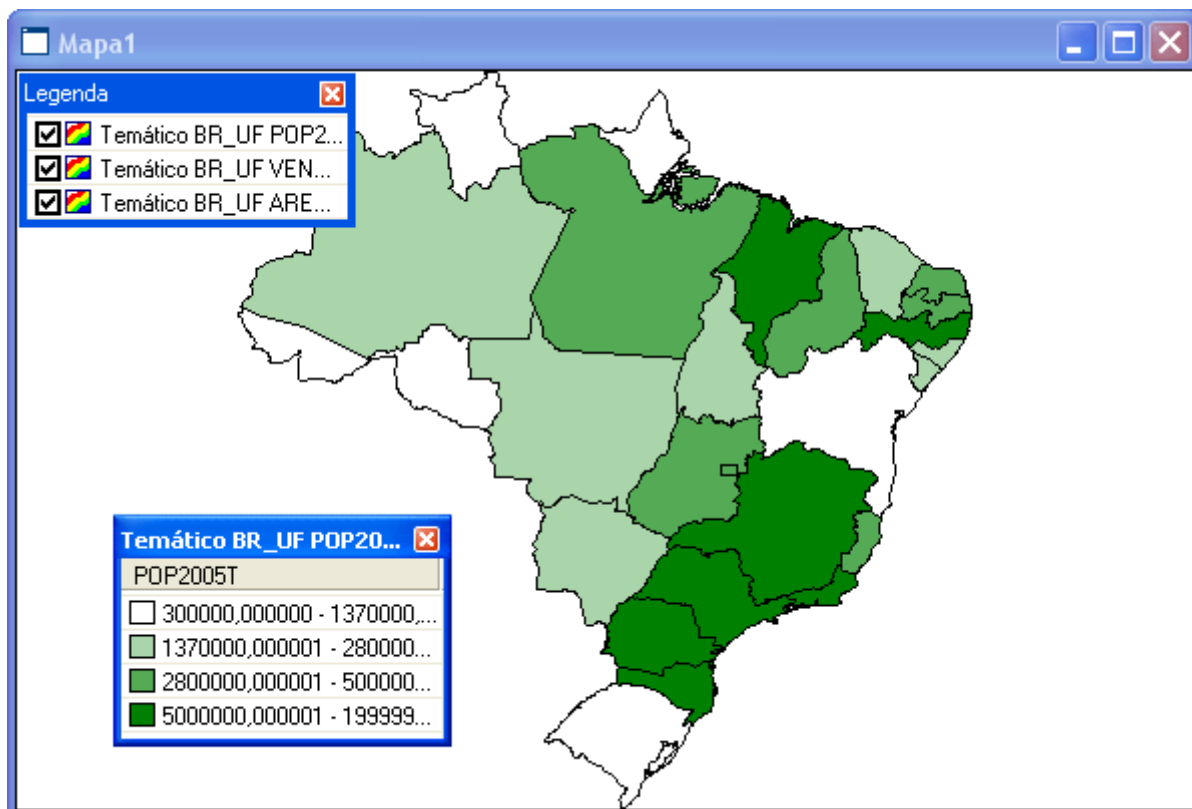 Mapa1
Legenda
Temático BR_UF POP2...
Temático BR_UF VEN...
Temático BR_UF ARE...
Temático BR_UF POP20...
POP2005T
300000,000000 - 1370000,...
1370000,000001 - 280000...
2800000,000001 - 500000...
5000000,000001 - 199999...